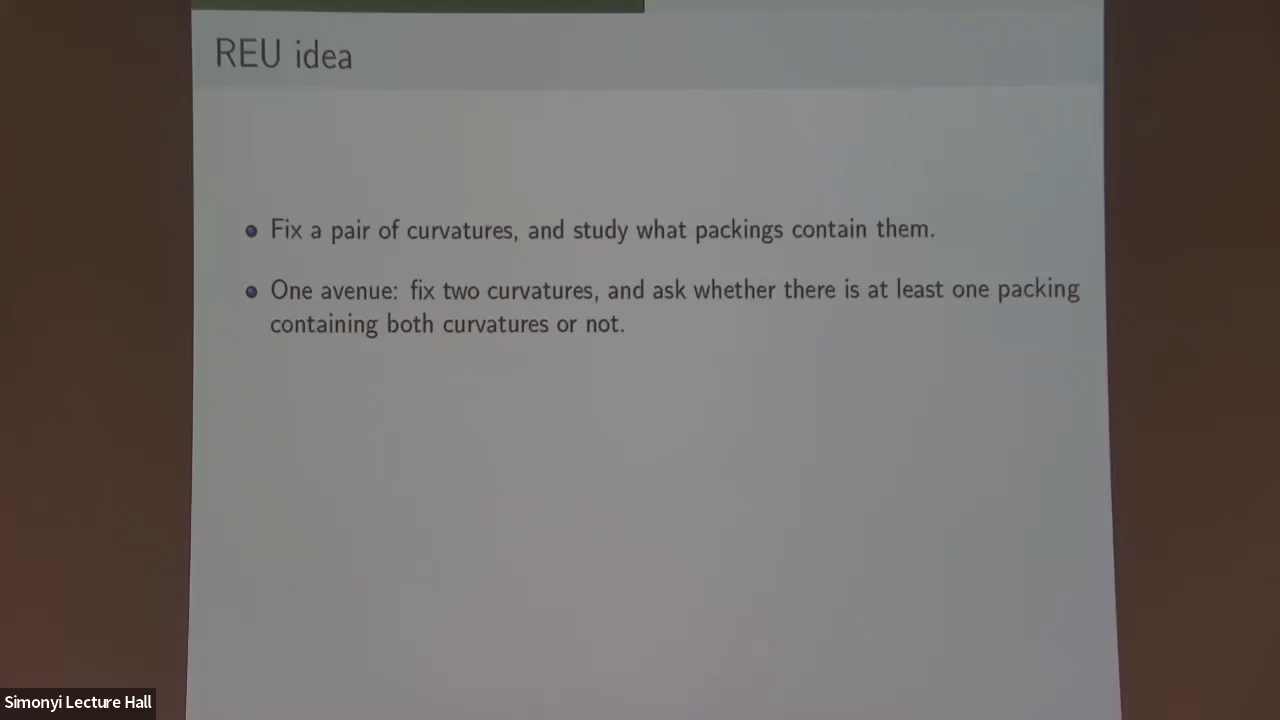 REU idea
Fix a pair of curvatures, and study what packings contain them.
One avenue: fix two curvatures, and ask whether there is at least one packing
containing both curvatures or not.
Simonyi Lecture Hall